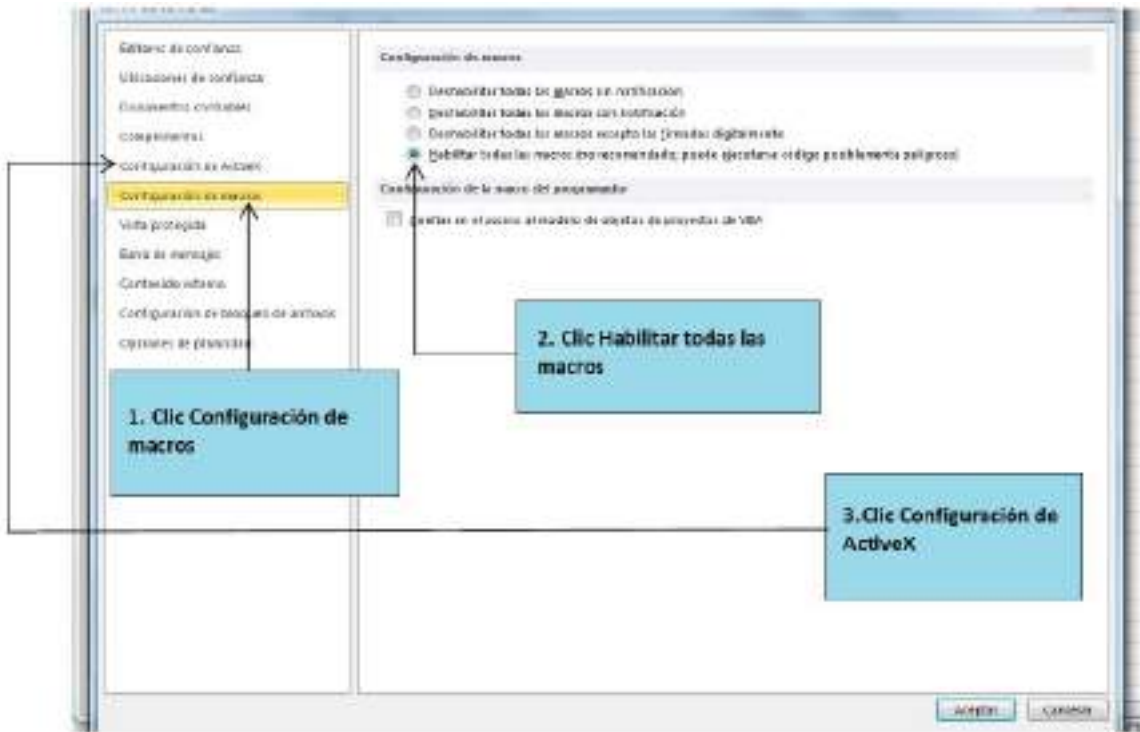 Editores de confianza
Ubicaciones de confianza
Documentos confiables
Complementos
Configuración de ActiveX
Configuración de macros
Vista protegida
Barra de mensajes
Contenido externo
Configuración de bloqueo de archivos
Opciones de privacidad
Configuración de macros
Deshabilitar todas las macros sin notificación
Deshabilitar todas las macros con notificación
Deshabilitar todas las macros excepto las firmadas digitalmente
Habilitar todas las macros (no recomendado; puede ejecutarse código posiblemente peligroso)
Configuración de la macro del programador
Confiar en el acceso al modelo de objetos de proyectos de VBA
2. Clic Habilitar todas las
macros
1. Clic Configuración de
macros
3.Clic Configuración de
ActiveX
Aceptar
Cancelar